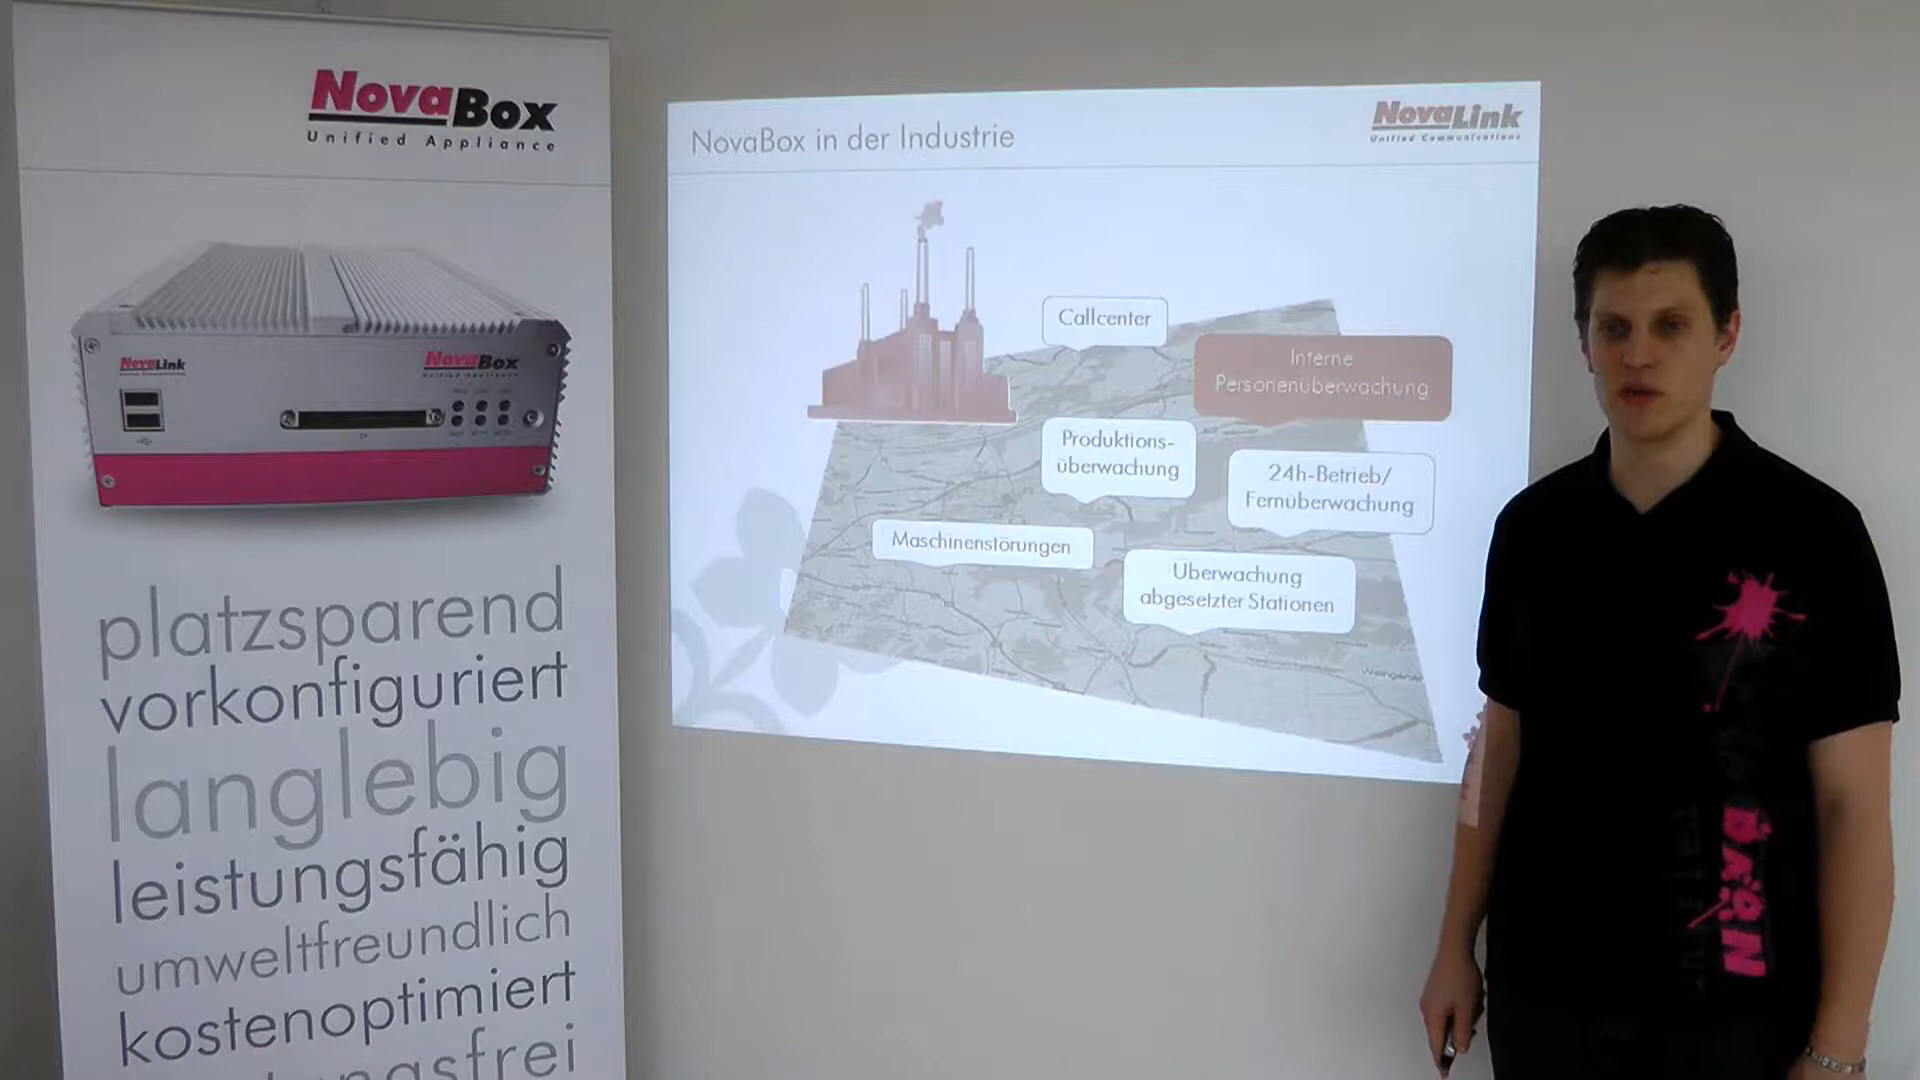 NovaBox
Unified Appliance
NovaLink
NovaBox
platzsparend
vorkonfiguriert
langlebig
leistungsfähig
umweltfreundlich
kostenoptimiert
NovaBox in der Industrie
NovaLink
Unified Communications
Callcenter
Interne
Personenüberwachung
Produktions-
überwachung
24h-Betrieb/
Fernüberwachung
Maschinenstörungen
Überwachung
abgesetzter Stationen